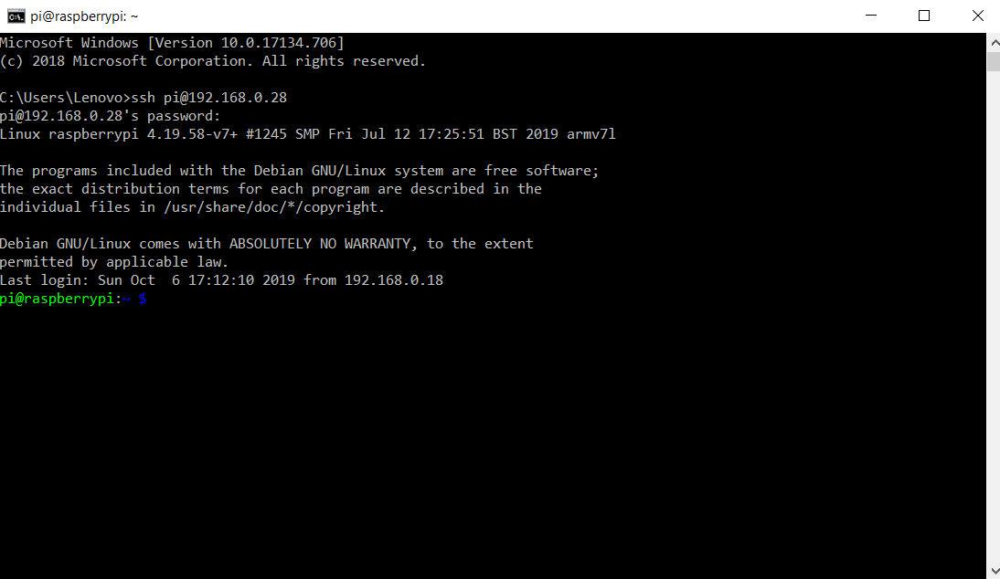 pi@raspberrypi: ~
Microsoft Windows [Version 10.0.17134.706]
(c) 2018 Microsoft Corporation. All rights reserved.
C:\Users\Lenovo>ssh pi@192.168.0.28
pi@192.168.0.28's password:
Linux raspberrypi 4.19.58-v7+ #1245 SMP Fri Jul 12 17:25:51 BST 2019 armv7l
The programs included with the Debian GNU/Linux system are free software;
the exact distribution terms for each program are described in the
individual files in /usr/share/doc/*/copyright.
Debian GNU/Linux comes with ABSOLUTELY NO WARRANTY, to the extent
permitted by applicable law.
Last login: Sun Oct  6 17:12:10 2019 from 192.168.0.18
pi@raspberrypi:~ $